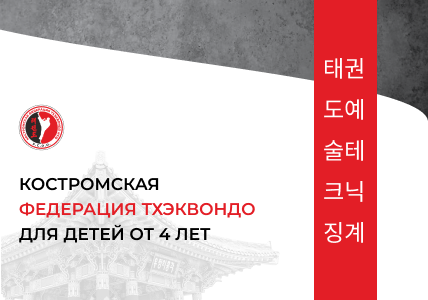 КОСТРОМСКАЯ
ФЕДЕРАЦИЯ ТХЭКВОНДО
ДЛЯ ДЕТЕЙ ОТ 4 ЛЕТ
태권
도예
술테
크닉
징계